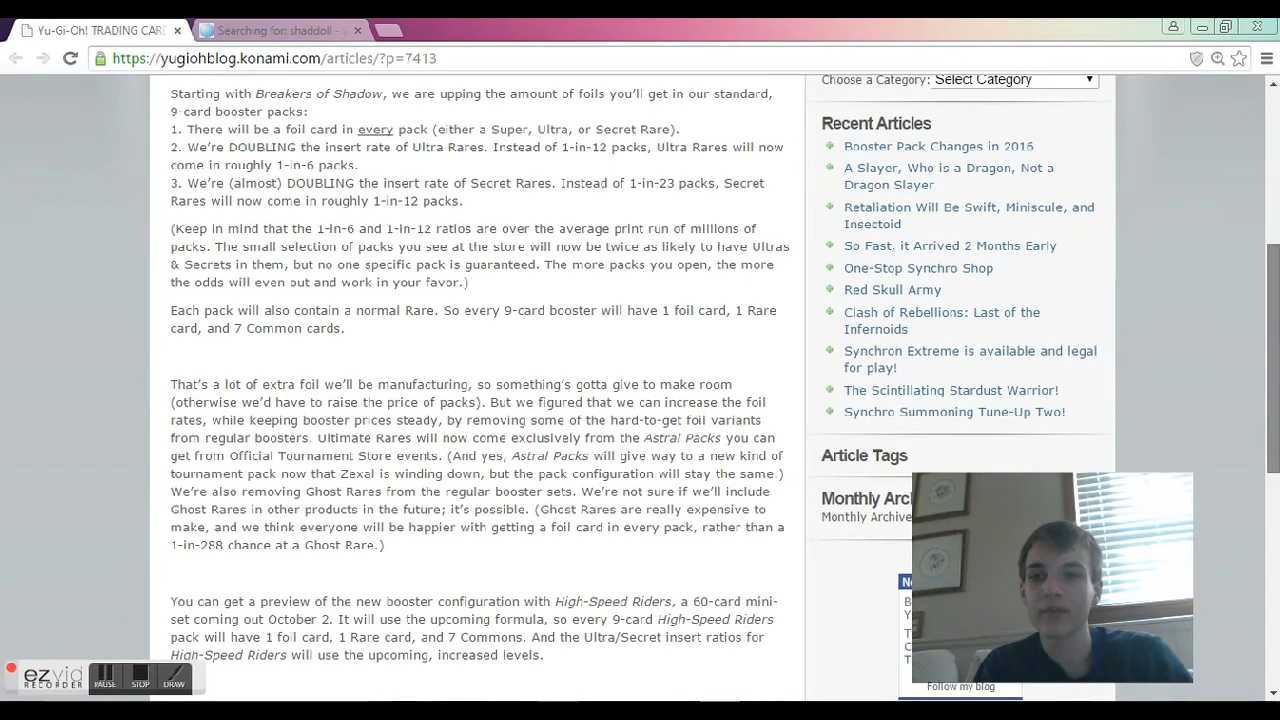 Yu-Gi-Oh! TRADING CARD
Searching for: shaddoll -
https://yugiohblog.konami.com/articles/?p=7413
Starting with Breakers of Shadow, we are upping the amount of foils you'll get in our standard,
9-card booster packs:
1. There will be a foil card in every pack (either a Super, Ultra, or Secret Rare).
2. We're DOUBLING the insert rate of Ultra Rares. Instead of 1-in-12 packs, Ultra Rares will now
come in roughly 1-in-6 packs.
3. We're (almost) DOUBLING the insert rate of Secret Rares. Instead of 1-in-23 packs, Secret
Rares will now come in roughly 1-in-12 packs.
(Keep in mind that the 1-in-6 and 1-in-12 ratios are over the average print run of millions of
packs. The small selection of packs you see at the store will now be twice as likely to have Ultras
& Secrets in them, but no one specific pack is guaranteed. The more packs you open, the more
the odds will even out and work in your favor.)
Each pack will also contain a normal Rare. So every 9-card booster will have 1 foil card, 1 Rare
card, and 7 Common cards.
That's a lot of extra foil we'll be manufacturing, so something's gotta give to make room
(otherwise we'd have to raise the price of packs). But we figured that we can increase the foil
rates, while keeping booster prices steady, by removing some of the hard-to-get foil variants
from regular boosters. Ultimate Rares will now come exclusively from the Astral Packs you can
get from Official Tournament Store events. (And yes, Astral Packs will give way to a new kind of
tournament pack now that Zexal is winding down, but the pack configuration will stay the same.)
We're also removing Ghost Rares from the regular booster sets. We're not sure if we'll include
Ghost Rares in other products in the future; it's possible. (Ghost Rares are really expensive to
make, and we think everyone will be happier with getting a foil card in every pack, rather than a
1-in-288 chance at a Ghost Rare.)
You can get a preview of the new booster configuration with High-Speed Riders, a 60-card mini-
set coming out October 2. It will use the upcoming formula, so every 9-card High-Speed Riders
pack will have 1 foil card, 1 Rare card, and 7 Commons. And the Ultra/Secret insert ratios for
High-Speed Riders will use the upcoming, increased levels.
Choose a Category: Select Category
Recent Articles
Booster Pack Changes in 2016
A Slayer, Who is a Dragon, Not a
Dragon Slayer
Retaliation Will Be Swift, Miniscule, and
Insectoid
So Fast, it Arrived 2 Months Early
One-Stop Synchro Shop
Red Skull Army
Clash of Rebellions: Last of the
Infernoids
Synchron Extreme is available and legal
for play!
The Scintillating Stardust Warrior!
Synchro Summoning Tune-Up Two!
Article Tags
Monthly Arc
Monthly Archive
Follow my blog
ezvid
RECORDER
PAUSE
STOP
DRAW